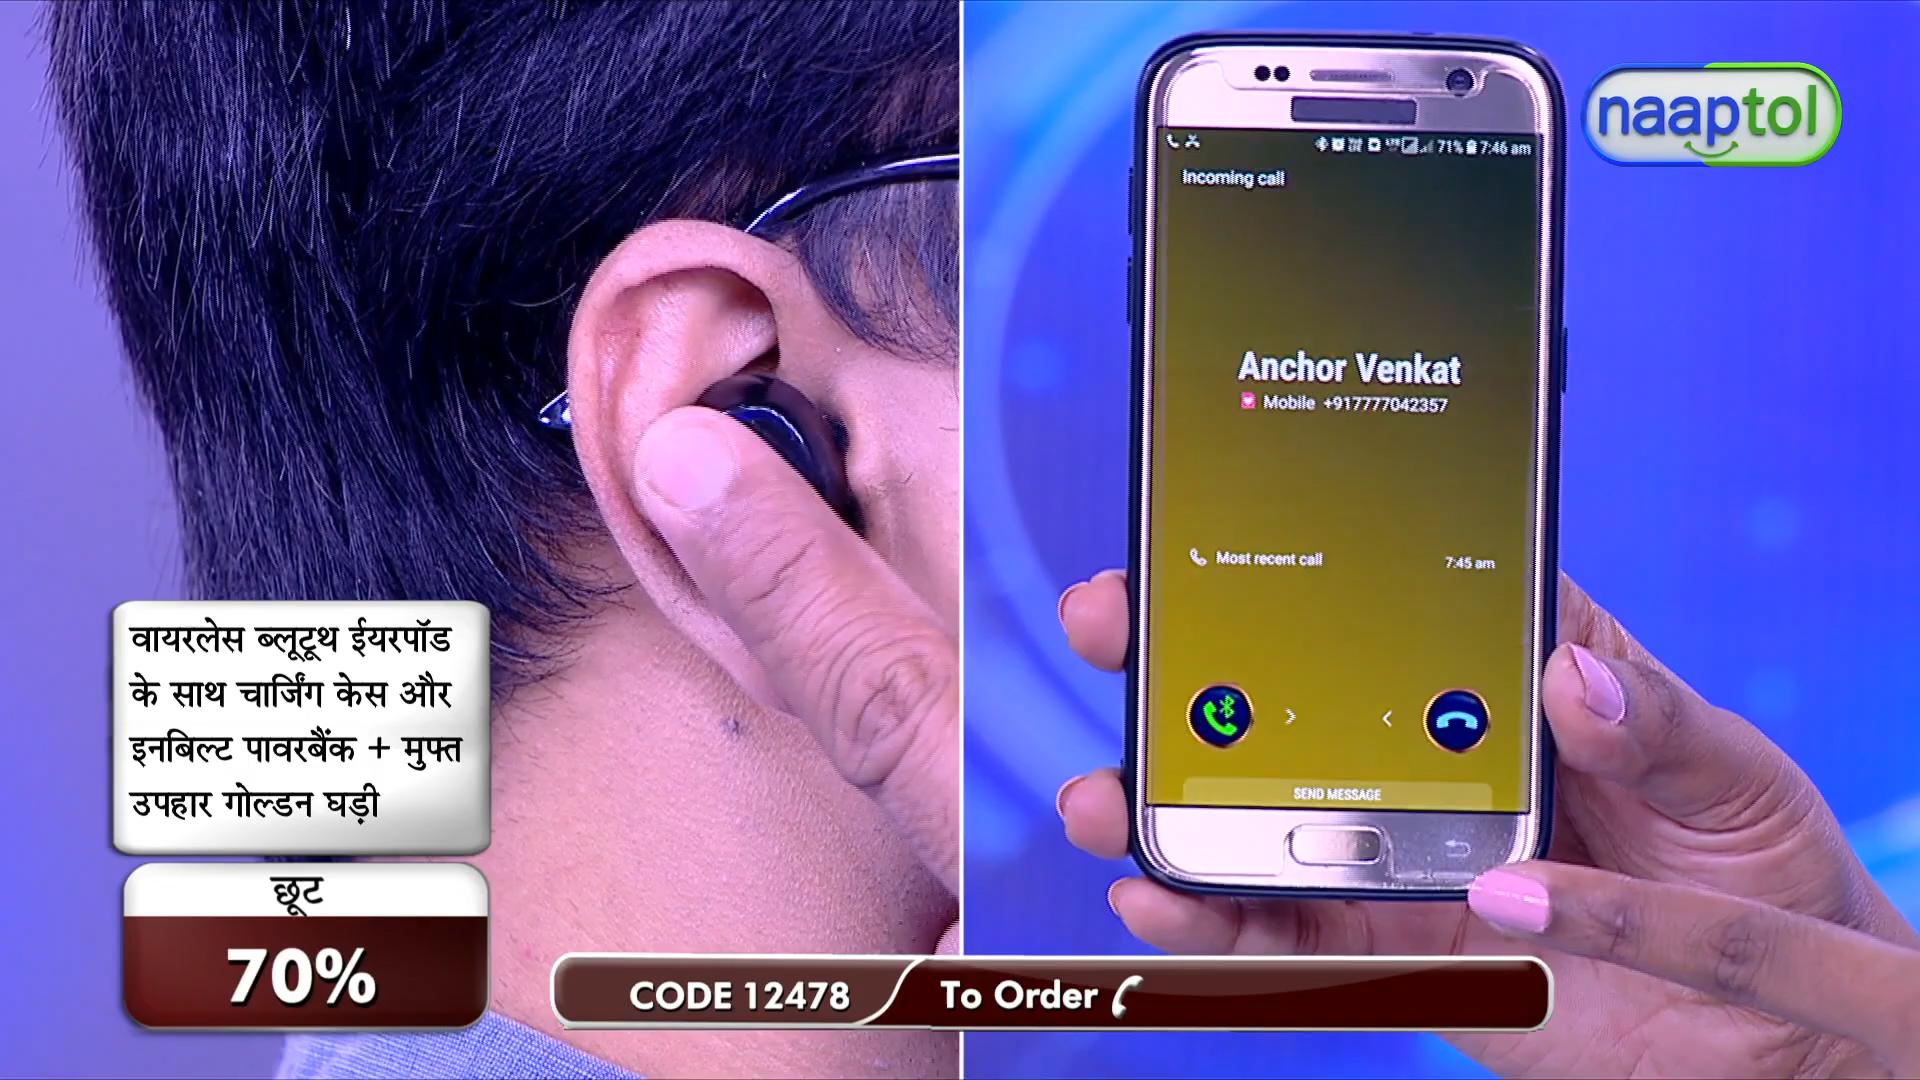 naaptol
71% 7:46 am
Incoming call
Anchor Venkat
Mobile +917777042357
Most recent call 7:45 am
SEND MESSAGE
वायरलेस ब्लूटूथ ईयरपॉड
के साथ चार्जिंग केस और
इनबिल्ट पावरबैंक + मुफ्त
उपहार गोल्डन घड़ी
छूट
70%
CODE 12478 To Order